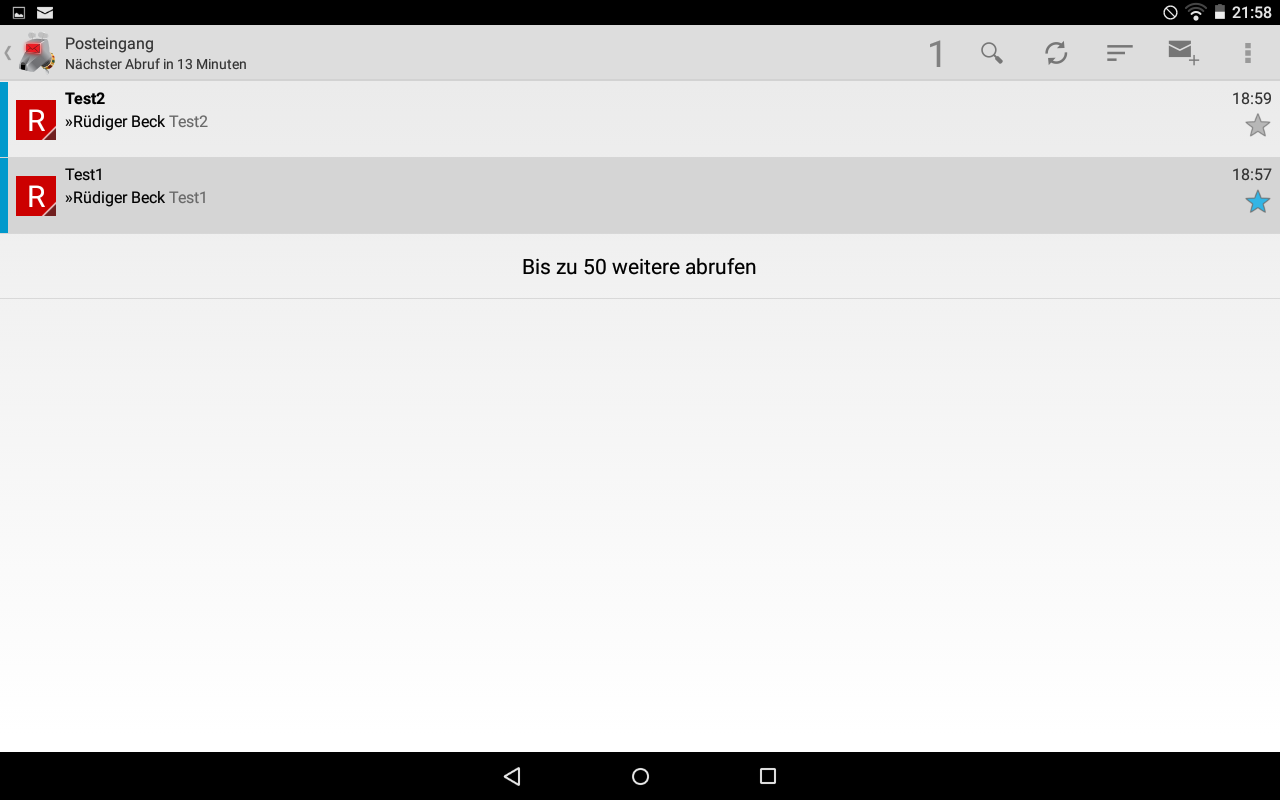 21:58
Posteingang
Nächster Abruf in 13 Minuten
1
Test2
18:59
R
»Rüdiger Beck Test2
Test1
18:57
R
»Rüdiger Beck Test1
Bis zu 50 weitere abrufen